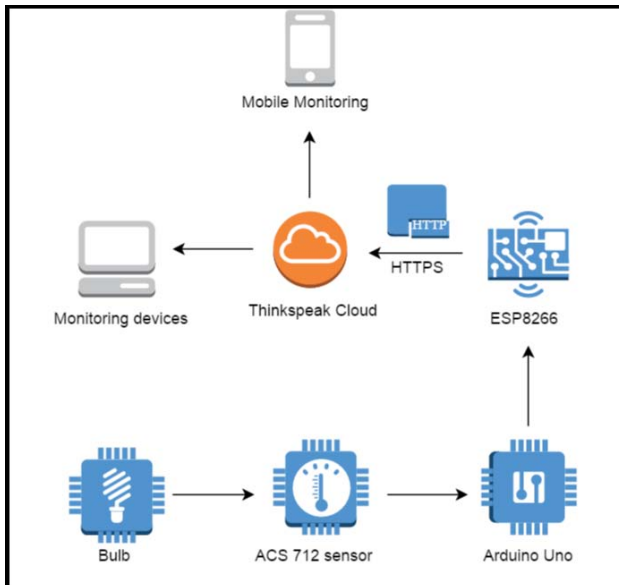 Mobile Monitoring
HTTP
HTTPS
Monitoring devices
Thinkspeak Cloud
ESP8266
Bulb
ACS 712 sensor
Arduino Uno